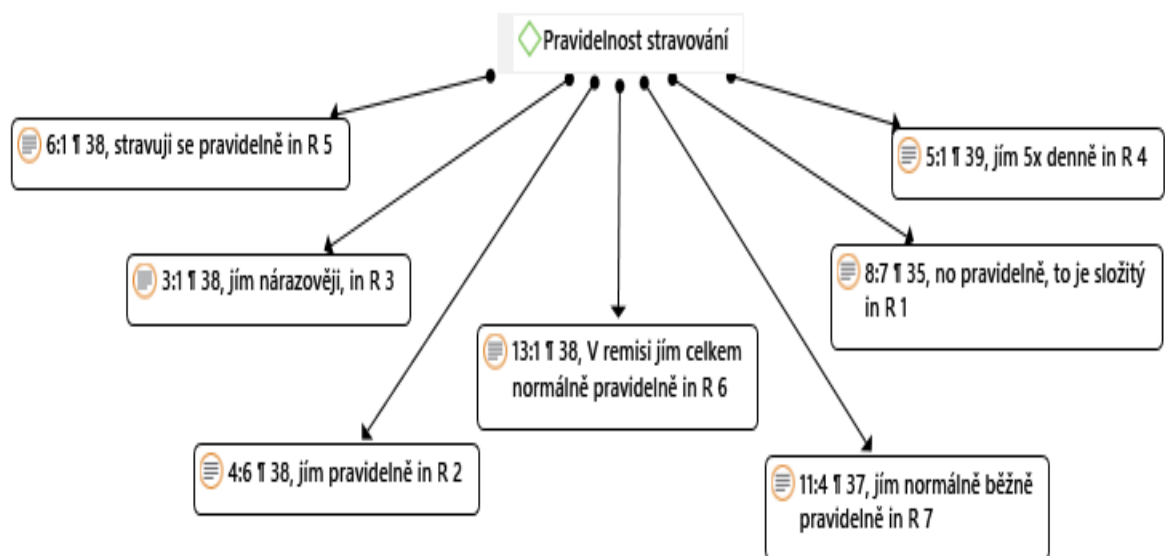 Pravidelnost stravování
6:1 ¶ 38, stravuji se pravidelně in R 5
5:1 ¶ 39, jím 5x denně in R 4
3:1 ¶ 38, jím nárazověji, in R 3
8:7 ¶ 35, no pravidelně, to je složitý
in R 1
13:1 ¶ 38, V remisi jím celkem
normálně pravidelně in R 6
4:6 ¶ 38, jím pravidelně in R 2
11:4 ¶ 37, jím normálně běžně
pravidelně in R 7